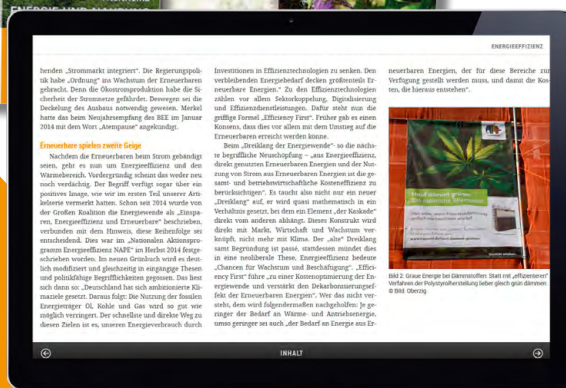 ENERGIE UND NAHRUNG
ENERGIEEFFIZIENZ
henden „Strommarkt integriert“. Die Regierungspoli-
tik habe „Ordnung“ ins Wachstum der Erneuerbaren
gebracht. Denn die Ökostromproduktion habe die Si-
cherheit der Stromnetze gefährdet. Deswegen sei die
Deckelung des Ausbaus notwendig gewesen. Merkel
hatte das beim Neujahrsempfang des BEE im Januar
2014 mit dem Wort „Atempause“ angekündigt.
Erneuerbare spielen zweite Geige
Nachdem die Erneuerbaren beim Strom gebändigt
seien, geht es nun um Energieeffizienz und den
Wärmebereich. Vordergründig scheint das weder neu
noch verdächtig. Der Begriff verfügt sogar über ein
positives Image, wie wir im ersten Teil unserer Arti-
kelserie vermerkt hatten. Schon seit 2014 wurde von
der Großen Koalition die Energiewende als „Einspa-
ren, Energieeffizienz und Erneuerbare“ beschrieben,
verbunden mit dem Hinweis, diese Reihenfolge sei
entscheidend. Dies war im „Nationalen Aktionspro-
gramm Energieeffizienz NAPE“ im Herbst 2014 festge-
schrieben worden. Im neuen Grünbuch wird es deut-
lich modifiziert und gleichzeitig in eingängige Thesen
und politikfähige Begrifflichkeiten gegossen. Das liest
sich dann so: „Deutschland hat sich ambitionierte Kli-
maziele gesetzt. Daraus folgt: Die Nutzung der fossilen
Energieträger Öl, Kohle und Gas wird so gut wie
möglich verringert. Der schnellste und direkte Weg zu
diesen Zielen ist es, unseren Energieverbrauch durch
Investitionen in Effizienztechnologien zu senken. Den
verbleibenden Energiebedarf decken größtenteils Er-
neuerbare Energien.“ Zu den Effizienztechnologien
zählen vor allem Sektorkopplung, Digitalisierung
und Effizienzdienstleistungen. Dafür steht nun die
griffige Formel „Efficiency First“. Früher gab es einen
Konsens, dass dies vor allem mit dem Umstieg auf die
Erneuerbaren erreicht werden könne.
Beim „Dreiklang der Energiewende“- so die nächs-
te begriffliche Neuschöpfung – „aus Energieeffizienz,
direkt genutzten Erneuerbaren Energien und der Nut-
zung von Strom aus Erneuerbaren Energien ist die ge-
samt- und betriebswirtschaftliche Kosteneffizienz zu
berücksichtigen“. Es taucht also nicht nur ein neuer
„Dreiklang“ auf, er wird quasi mathematisch in ein
Verhältnis gesetzt, bei dem ein Element „der Kaskade“
direkt vom anderen abhängt. Dieses Konstrukt wird
direkt mit Markt, Wirtschaft und Wachstum ver-
knüpft, nicht mehr mit Klima. Der „alte“ Dreiklang
samt Begründung ist passé, stattdessen mündet dies
in eine neoliberale These, Energieeffizienz bedeute
„Chancen für Wachstum und Beschäftigung“. „Effici-
ency First“ führe „zu einer Kostenoptimierung der En-
ergiewende und verstärkt den Dekarbonisierungsef-
fekt der Erneuerbaren Energien“. Wer das nicht ver-
steht, dem wird folgendermaßen nachgeholfen: Je ge-
ringer der Bedarf an Wärme- und Antriebsenergie,
umso geringer sei auch „der Bedarf an Energie aus Er-
neuerbaren Energien, der für diese Bereiche zur
Verfügung gestellt werden muss, und damit die Kos-
ten, die hieraus entstehen“.
Hanf wärmt grüner.
Bild 2: Graue Energie bei Dämmstoffen: Statt mit „effizienteren“
Verfahren der Polystyrolherstellung lieber gleich grün dämmen
© Bild: Oberzig
INHALT